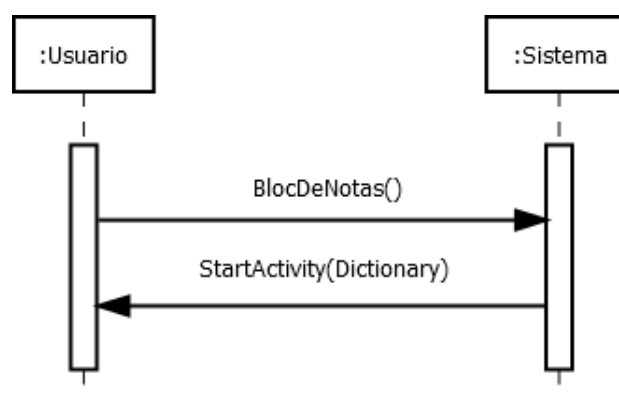 :Usuario
:Sistema
BlocDeNotas()
StartActivity(Dictionary)